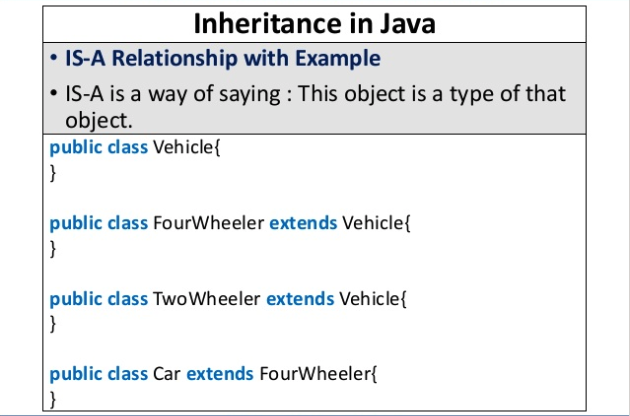 Inheritance in Java
• IS-A Relationship with Example
• IS-A is a way of saying : This object is a type of that
object.
public class Vehicle{
}
public class FourWheeler extends Vehicle{
}
public class TwoWheeler extends Vehicle{
}
public class Car extends FourWheeler{
}